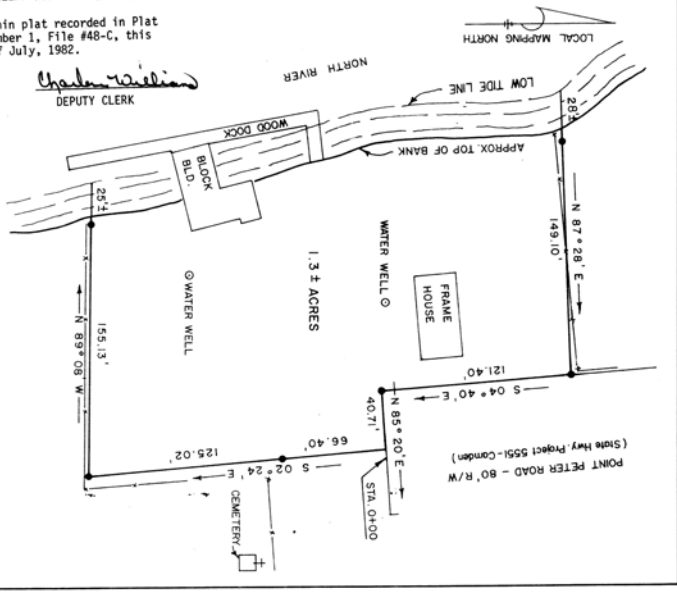 in plat recorded in Plat
mber 1, File #48-C, this
July, 1982.
Charlene Williams
DEPUTY CLERK
LOCAL MAPPING NORTH
NORTH RIVER
LOW TIDE LINE
WOOD DOCK
APPROX. TOP OF BANK
28'±
BLOCK
BLD.
25'±
N 87° 28' E
149.10'
WATER WELL
1.3 ± ACRES
WATER WELL
FRAME
HOUSE
N 89° 08' W
155.13'
121.40'
S 04° 40' E
N 85° 20' E
40.71'
66.40'
125.02'
S 02° 24' E
STA. 0+00
POINT PETER ROAD - 80' R/W
(State Hwy. Project 5551-Camden)
CEMETERY